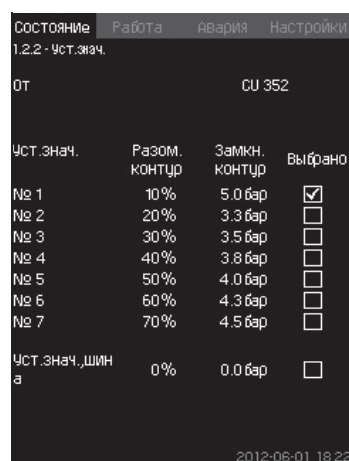 Состояние Работа Авария Настройки
1.2.2 - Уст.знач.
От CU 352
Уст.знач. Разом. контур Замкн. контур Выбрано
№ 1 10% 5.0 бар
№ 2 20% 3.3 бар
№ 3 30% 3.5 бар
№ 4 40% 3.8 бар
№ 5 50% 4.0 бар
№ 6 60% 4.3 бар
№ 7 70% 4.5 бар
Уст.знач.,шин
а 0% 0.0 бар
2012-06-01 18:22